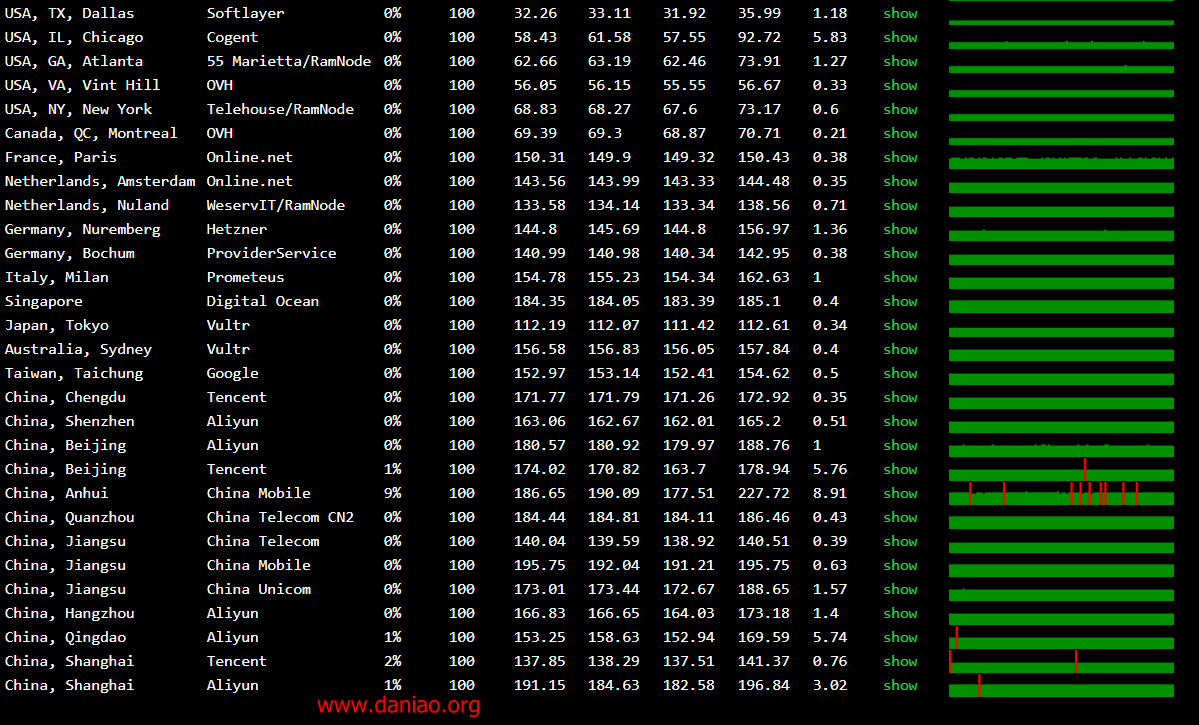 USA, TX, Dallas Softlayer 0% 100 32.26 33.11 31.92 35.99 1.18 show
USA, IL, Chicago Cogent 0% 100 58.43 61.58 57.55 92.72 5.83 show
USA, GA, Atlanta 55 Marietta/RamNode 0% 100 62.66 63.19 62.46 73.91 1.27 show
USA, VA, Vint Hill OVH 0% 100 56.05 56.15 55.55 56.67 0.33 show
USA, NY, New York Telehouse/RamNode 0% 100 68.83 68.27 67.6 73.17 0.6 show
Canada, QC, Montreal OVH 0% 100 69.39 69.3 68.87 70.71 0.21 show
France, Paris Online.net 0% 100 150.31 149.9 149.32 150.43 0.38 show
Netherlands, Amsterdam Online.net 0% 100 143.56 143.99 143.33 144.48 0.35 show
Netherlands, Nuland WeservIT/RamNode 0% 100 133.58 134.14 133.34 138.56 0.71 show
Germany, Nuremberg Hetzner 0% 100 144.8 145.69 144.8 156.97 1.36 show
Germany, Bochum ProviderService 0% 100 140.99 140.98 140.34 142.95 0.38 show
Italy, Milan Prometeus 0% 100 154.78 155.23 154.34 162.63 1 show
Singapore Digital Ocean 0% 100 184.35 184.05 183.39 185.1 0.4 show
Japan, Tokyo Vultr 0% 100 112.19 112.07 111.42 112.61 0.34 show
Australia, Sydney Vultr 0% 100 156.58 156.83 156.05 157.84 0.4 show
Taiwan, Taichung Google 0% 100 152.97 153.14 152.41 154.62 0.5 show
China, Chengdu Tencent 0% 100 171.77 171.79 171.26 172.92 0.35 show
China, Shenzhen Aliyun 0% 100 163.06 162.67 162.01 165.2 0.51 show
China, Beijing Aliyun 0% 100 180.57 180.92 179.97 188.76 1 show
China, Beijing Tencent 1% 100 174.02 170.82 163.7 178.94 5.76 show
China, Anhui China Mobile 9% 100 186.65 190.09 177.51 227.72 8.91 show
China, Quanzhou China Telecom CN2 0% 100 184.44 184.81 184.11 186.46 0.43 show
China, Jiangsu China Telecom 0% 100 140.04 139.59 138.92 140.51 0.39 show
China, Jiangsu China Mobile 0% 100 195.75 192.04 191.21 195.75 0.63 show
China, Jiangsu China Unicom 0% 100 173.01 173.44 172.67 188.65 1.57 show
China, Hangzhou Aliyun 0% 100 166.83 166.65 164.03 173.18 1.4 show
China, Qingdao Aliyun 1% 100 153.25 158.63 152.94 169.59 5.74 show
China, Shanghai Tencent 2% 100 137.85 138.29 137.51 141.37 0.76 show
China, Shanghai Aliyun 1% 100 191.15 184.63 182.58 196.84 3.02 show
www.daniao.org